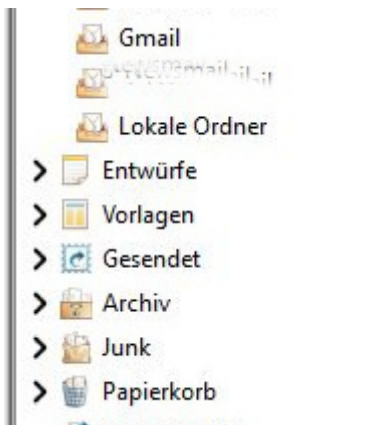 Gmail
Lokale Ordner
Entwürfe
Vorlagen
Gesendet
Archiv
Junk
Papierkorb